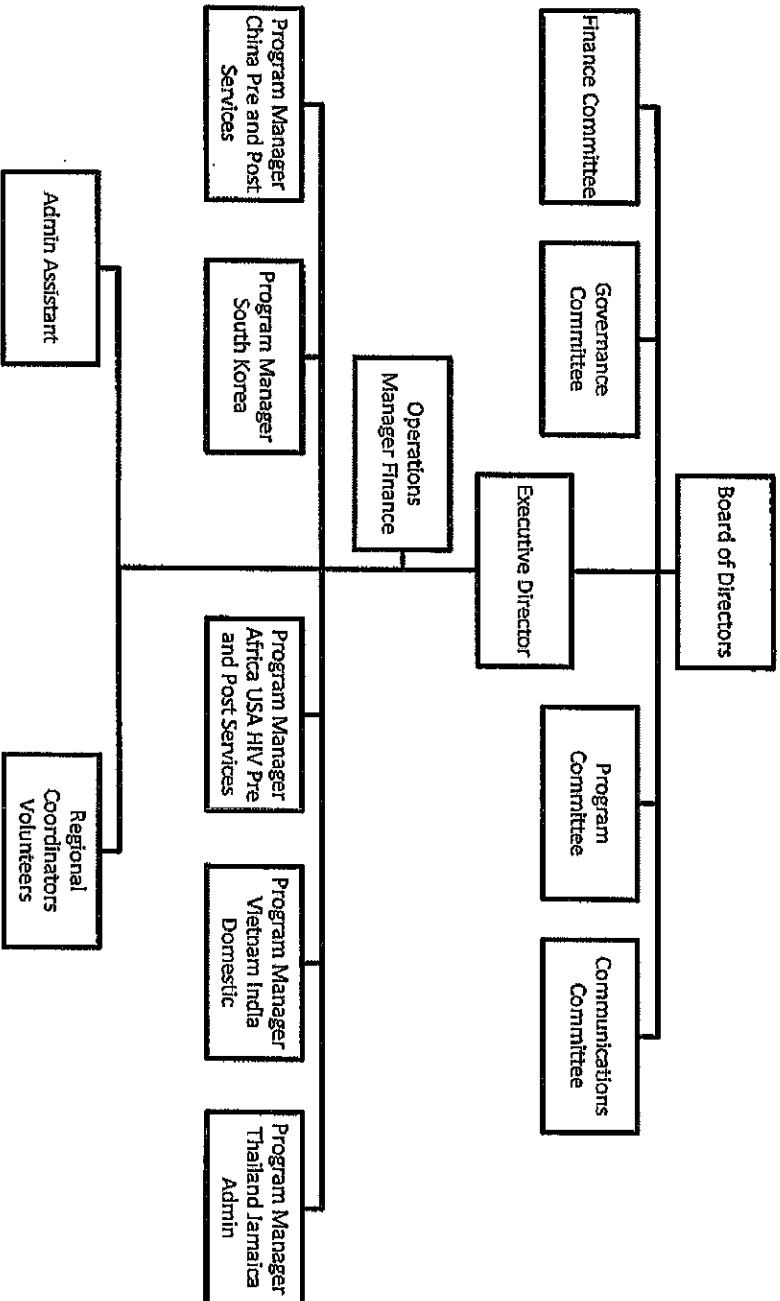 Board of Directors
Finance Committee
Governance
Committee
Program
Committee
Communications
Committee
Executive Director
Operations
Manager Finance
Program Manager
China Pre and Post
Services
Program Manager
South Korea
Program Manager
Africa USA HIV Pre
and Post Services
Program Manager
Vietnam India
Domestic
Program Manager
Thailand Jamaica
Admin
Admin Assistant
Regional
Coordinators
Volunteers